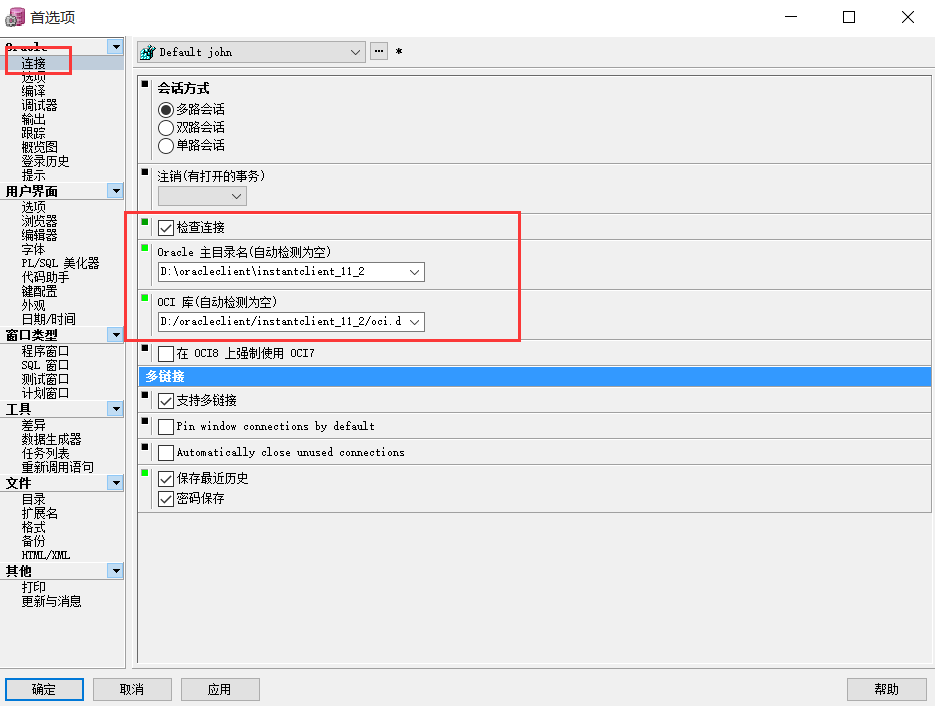 首选项
Oracle
连接
选项
编译
调试器
输出
跟踪
概览图
登录历史
提示
用户界面
选项
浏览器
编辑器
字体
PL/SQL 美化器
代码助手
键配置
外观
日期/时间
窗口类型
程序窗口
SQL 窗口
测试窗口
计划窗口
工具
差异
数据生成器
任务列表
重新调用语句
文件
目录
扩展名
格式
备份
HTML/XML
其他
打印
更新与消息
Default john ... *
会话方式
多路会话
双路会话
单路会话
注销(有打开的事务)
检查连接
Oracle 主目录名(自动检测为空)
D:\oracleclient\instantclient_11_2
OCI 库(自动检测为空)
D:/oracleclient/instantclient_11_2/oci.d
在 OCI8 上强制使用 OCI7
多链接
支持多链接
Pin window connections by default
Automatically close unused connections
保存最近历史
密码保存
确定 取消 应用 帮助